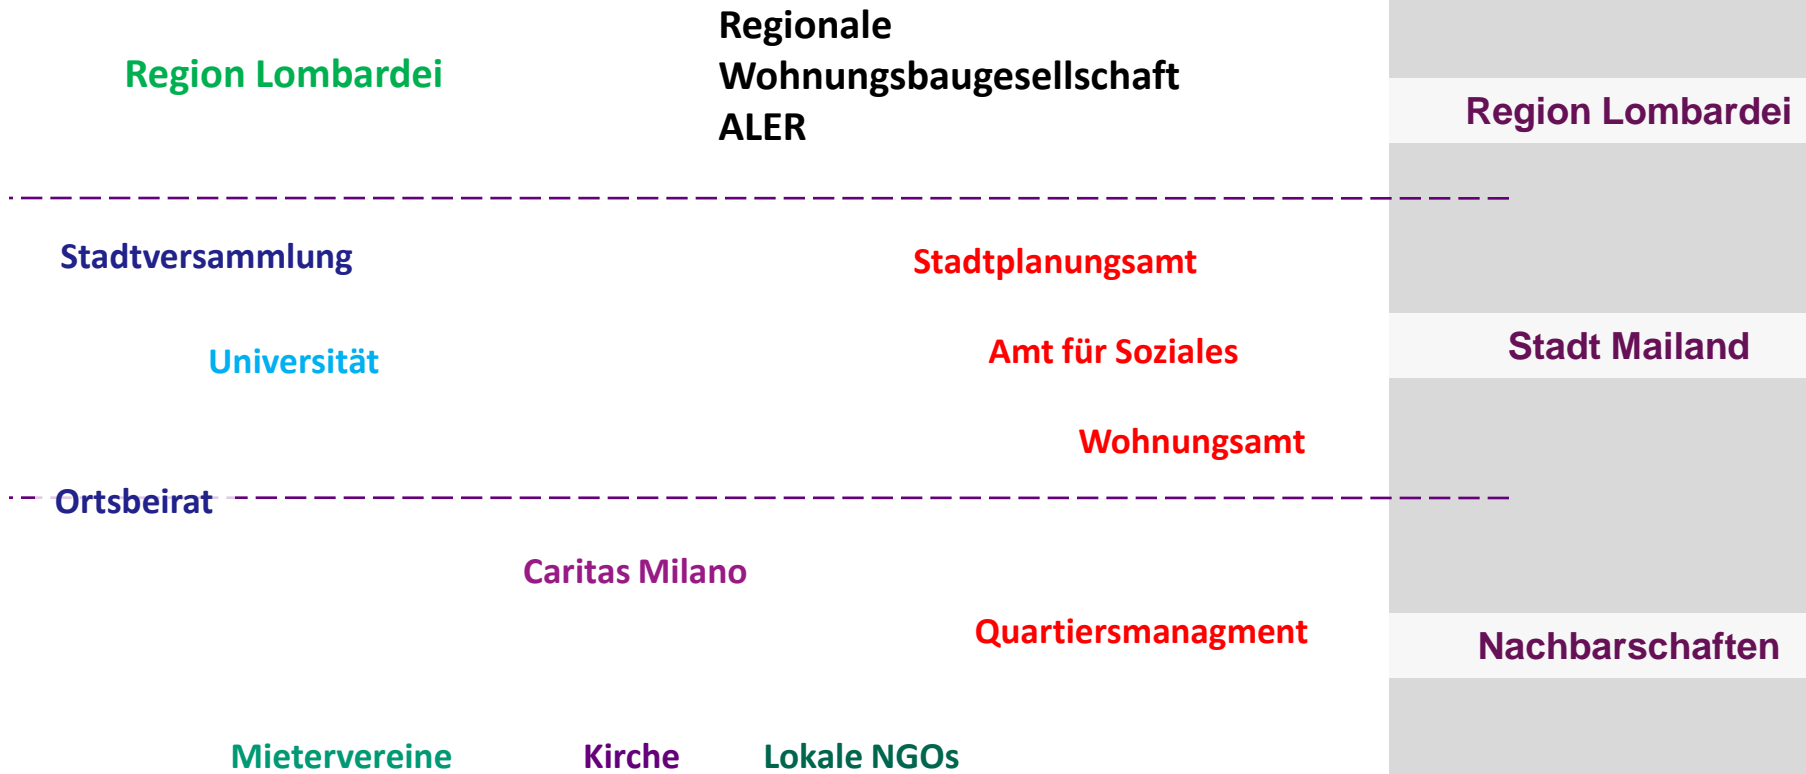 Region Lombardei
Regionale
Wohnungsbaugesellschaft
ALER
Region Lombardei
Stadtversammlung
Stadtplanungsamt
Universität
Amt für Soziales
Stadt Mailand
Wohnungsamt
Ortsbeirat
Caritas Milano
Quartiersmanagment
Nachbarschaften
Mietervereine
Kirche
Lokale NGOs